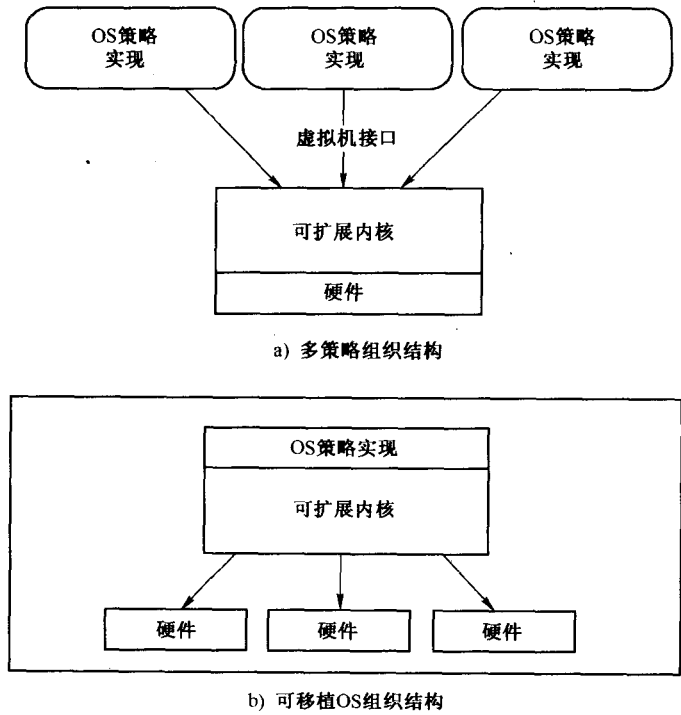 OS策略
实现
OS策略
实现
OS策略
实现
虚拟机接口
可扩展内核
硬件
a) 多策略组织结构
OS策略实现
可扩展内核
硬件
硬件
硬件
b) 可移植OS组织结构